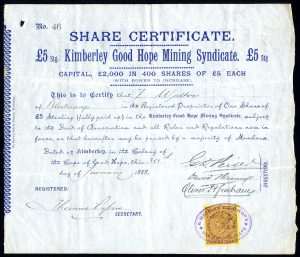 No. 46
SHARE CERTIFICATE.
£5 Stg Kimberley Good Hope Mining Syndicate. £5 Stg
CAPITAL, £2,000 IN 400 SHARES OF £5 EACH
WITH POWER TO INCREASE.
This is to Certify that
of is the Registered Proprietor of One Share of
£5 Sterling (fully paid up) in the Kimberley Good Hope Mining Syndicate, subject
to the Deed of Association and all Rules and Regulations now in
force, or that hereafter may be passed by a majority of Members
Dated at Kimberley, in the Colony of
the Cape of Good Hope, this
day of January 1888.
REGISTERED.
SECRETARY.